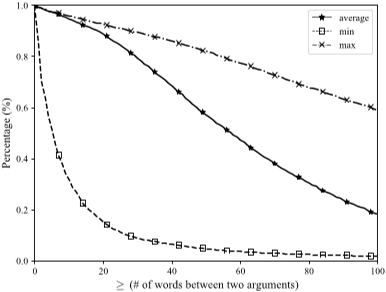 1.0
0.8
0.6
0.4
0.2
0.0
Percentage (%)
average
min
max
0 20 40 60 80 100
≥ (# of words between two arguments)